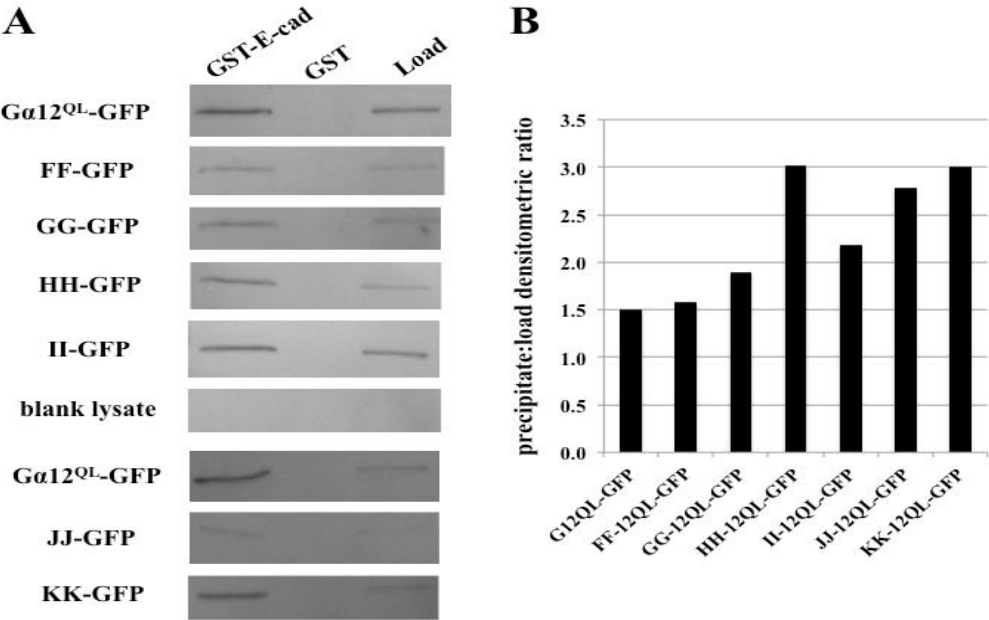 A
GST-E-cad
GST
Load
Gα12QL-GFP
FF-GFP
GG-GFP
HH-GFP
II-GFP
blank lysate
Gα12QL-GFP
JJ-GFP
KK-GFP
B
precipitate:load densitometric ratio
3.5
3.0
2.5
2.0
1.5
1.0
0.5
0.0
G12QL-GFP
FF-12QL-GFP
GG-12QL-GFP
HH-12QL-GFP
II-12QL-GFP
JJ-12QL-GFP
KK-12QL-GFP